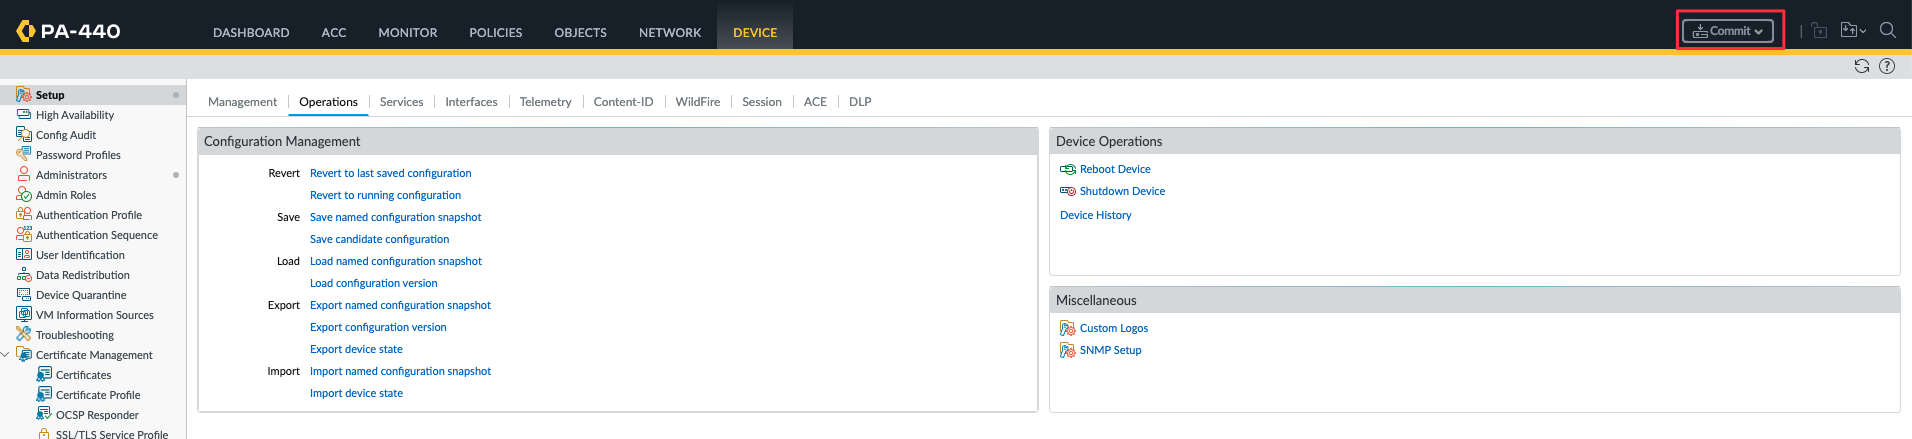 PA-440
DASHBOARD ACC MONITOR POLICIES OBJECTS NETWORK DEVICE
Commit
Setup
High Availability
Config Audit
Password Profiles
Administrators
Admin Roles
Authentication Profile
Authentication Sequence
User Identification
Data Redistribution
Device Quarantine
VM Information Sources
Troubleshooting
Certificate Management
Certificates
Certificate Profile
OCSP Responder
SSL/TLS Service Profile
Management Operations Services Interfaces Telemetry Content-ID WildFire Session ACE DLP
Configuration Management
Revert Revert to last saved configuration
Revert to running configuration
Save Save named configuration snapshot
Save candidate configuration
Load Load named configuration snapshot
Load configuration version
Export Export named configuration snapshot
Export configuration version
Export device state
Import Import named configuration snapshot
Import device state
Device Operations
Reboot Device
Shutdown Device
Device History
Miscellaneous
Custom Logos
SNMP Setup